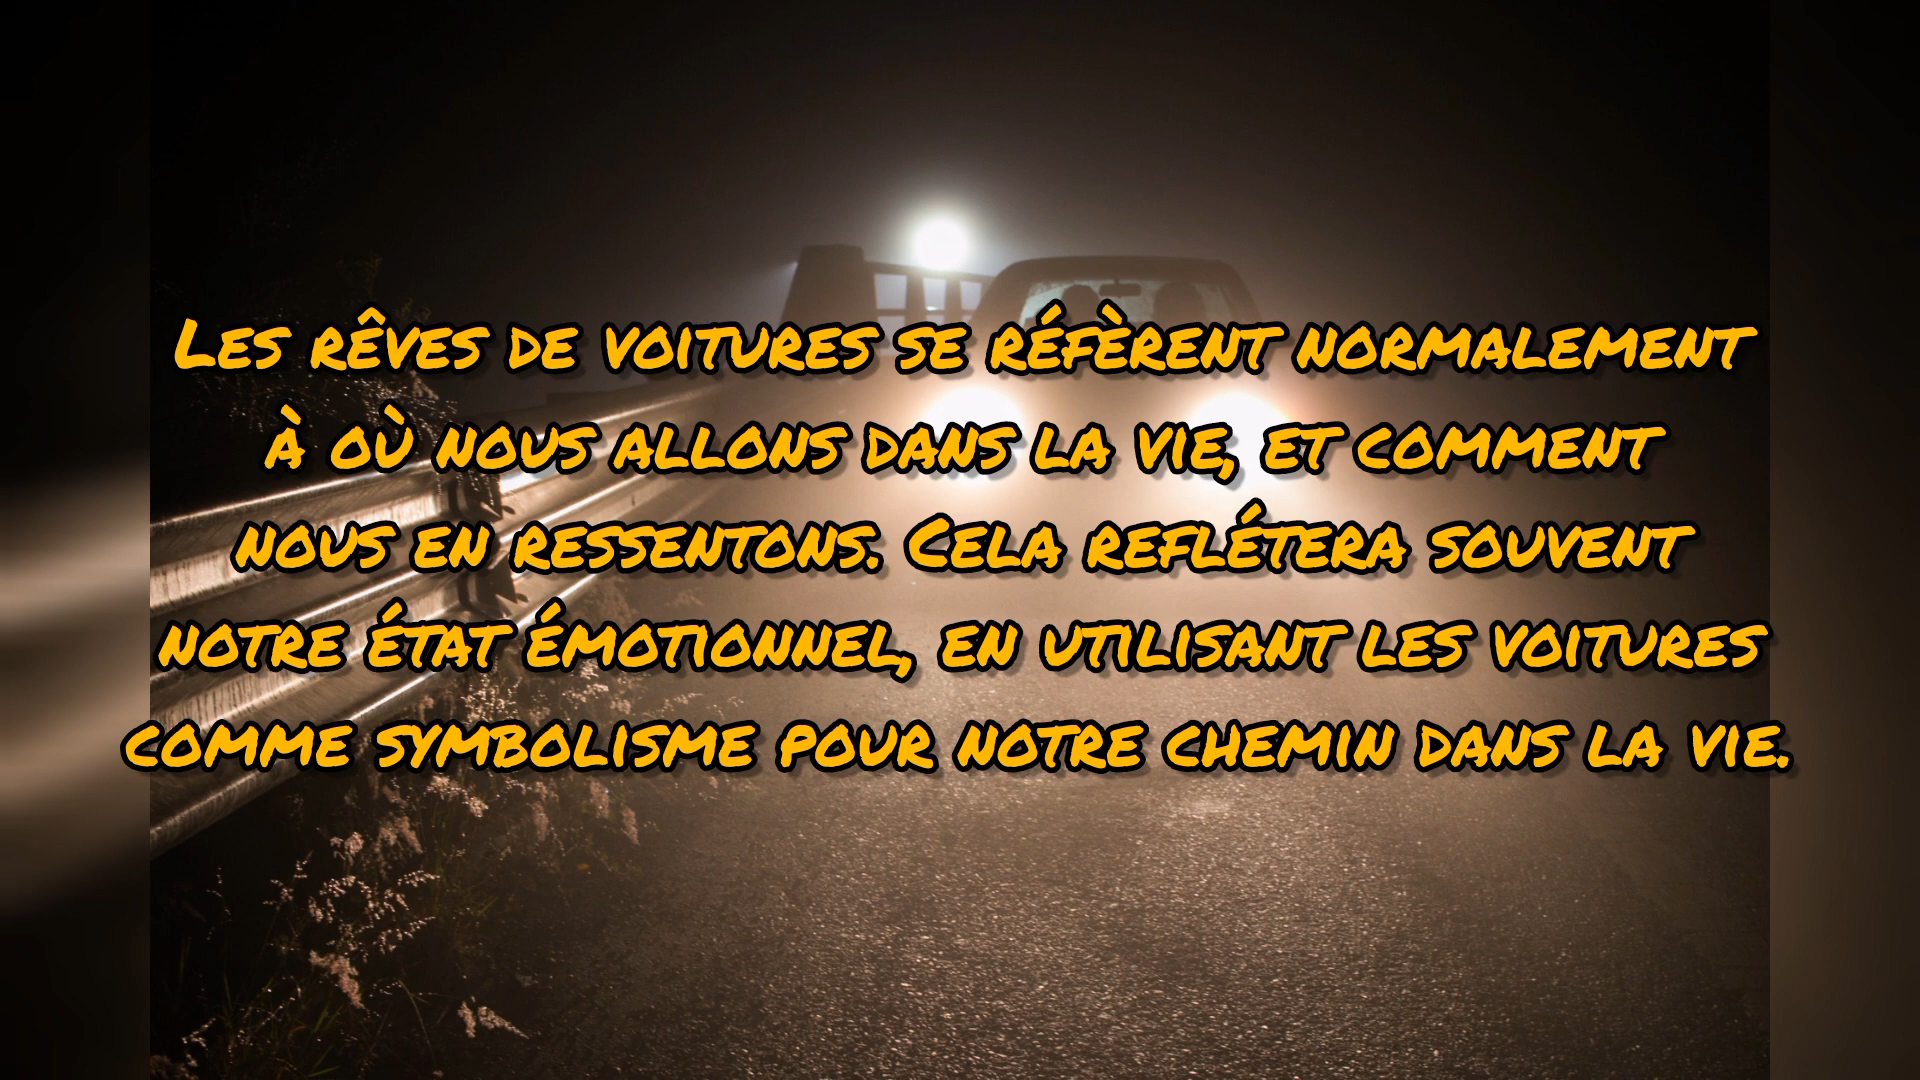 Les rêves de voitures se réfèrent normalement
à où nous allons dans la vie, et comment
nous en ressentons. Cela reflétera souvent
notre état émotionnel, en utilisant les voitures
comme symbolisme pour notre chemin dans la vie.